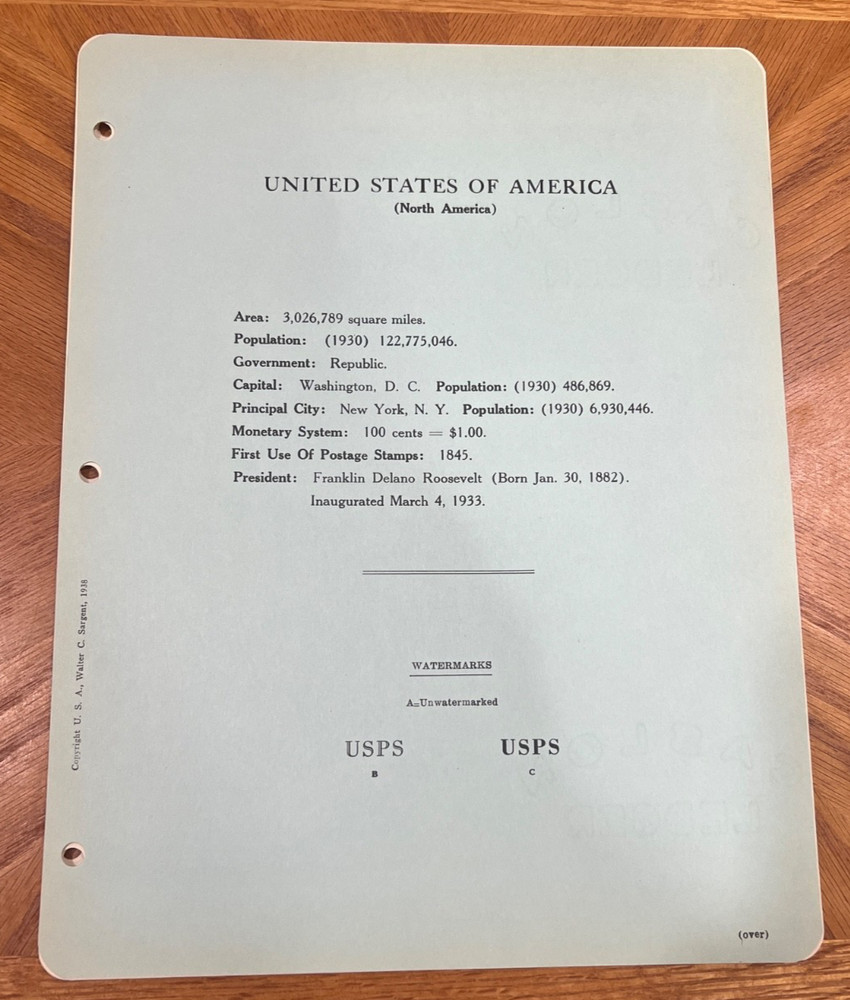 UNITED STATES OF AMERICA
(North America)
Area: 3,026,789 square miles.
Population: (1930) 122,775,046.
Government: Republic.
Capital: Washington, D. C. Population: (1930) 486,869.
Principal City: New York, N. Y. Population: (1930) 6,930,446.
Monetary System: 100 cents = $1.00.
First Use Of Postage Stamps: 1845.
President: Franklin Delano Roosevelt (Born Jan. 30, 1882).
Inaugurated March 4, 1933.
Copyright U. S. A., Walter C. Sargent, 1938
WATERMARKS
A=Unwatermarked
USPS USPS
B C
(over)